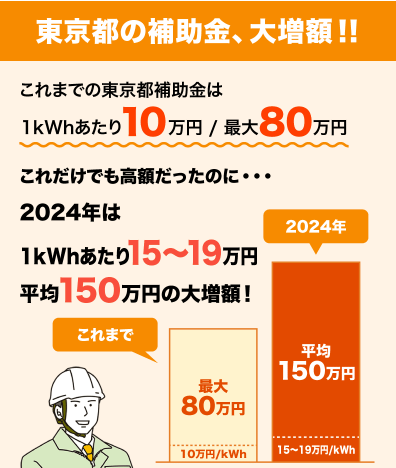 東京都の補助金、大増額!!
これまでの東京都補助金は
1kWhあたり10万円 / 最大80万円
これだけでも高額だったのに・・・
2024年は
1kWhあたり15〜19万円
平均150万円の大増額！
2024年
これまで
平均
150万円
最大
80万円
15〜19万円/kWh
10万円/kWh